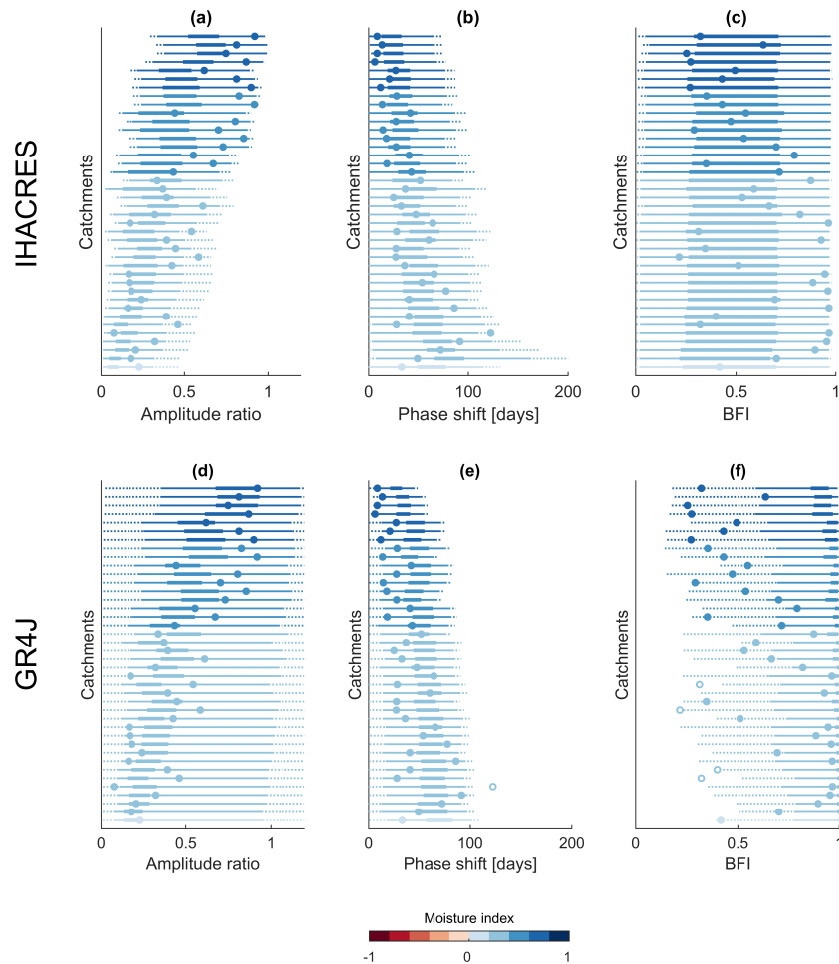 (a) (b) (c)
IHACRES
Catchments Catchments Catchments
0 0.5 1 0 100 200 0 0.5 1
Amplitude ratio Phase shift [days] BFI
(d) (e) (f)
GR4J
Catchments Catchments Catchments
0 0.5 1 0 100 200 0 0.5 1
Amplitude ratio Phase shift [days] BFI
Moisture index
-1 0 1